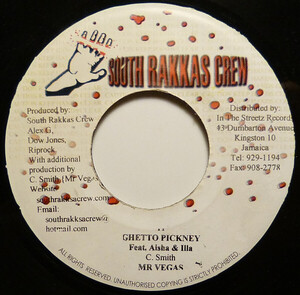 SOUTH RAKKAS CREW
Produced by:
South Rakkas Crew
Alex G,
Dow Jones,
Riprock
With additional
production by
C. Smith (Mr Vegas)
Website:
southrakkascrew.com
Email:
southrakksacrew@
hotmail.com
Distributed by:
In The Streetz Records
43 Dumbarton Avenue
Kingston 10
Jamaica
Tel: 929-1194
Fax 908-2778
GHETTO PICKNEY
Feat. Aisha & Illa
C. Smith
MR VEGAS
ALL RIGHTS RESERVED. UNAUTHORISED COPYING IS STRICTLY PROHIBITED.